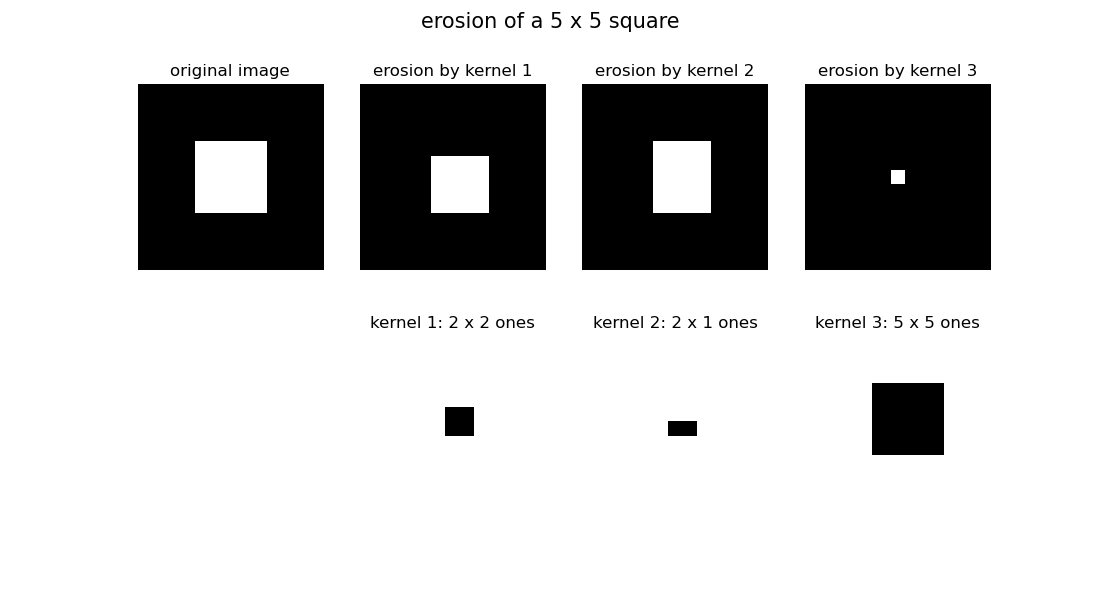 erosion of a 5 x 5 square
original image
erosion by kernel 1
erosion by kernel 2
erosion by kernel 3
kernel 1: 2 x 2 ones
kernel 2: 2 x 1 ones
kernel 3: 5 x 5 ones